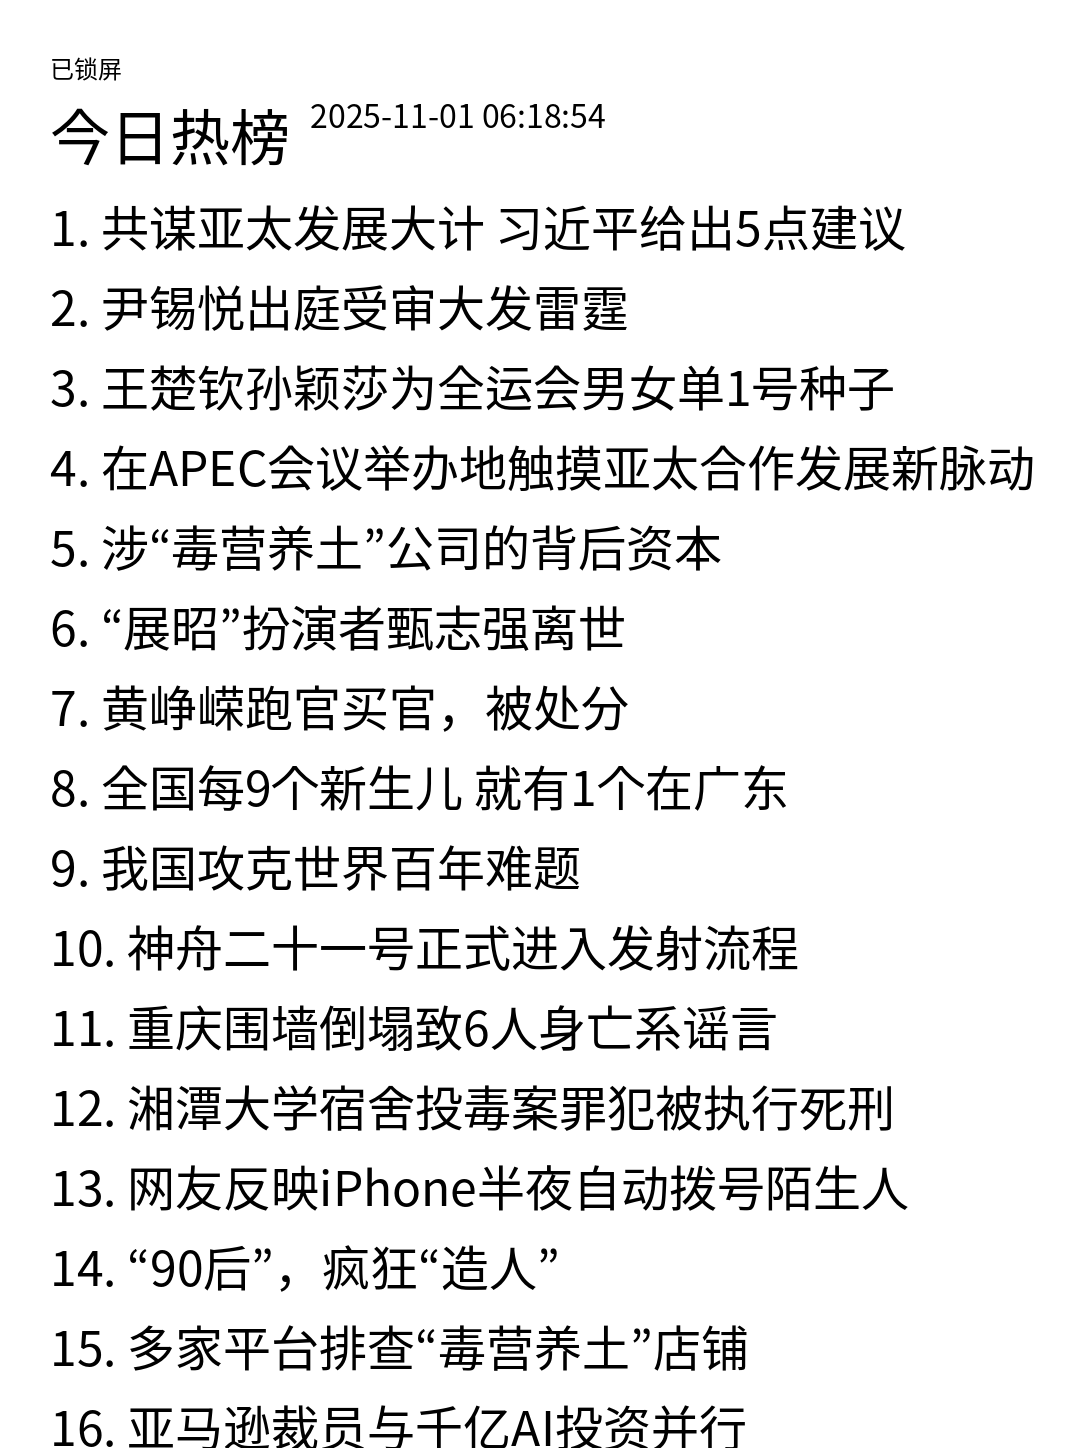 已锁屏
今日热榜 2025-11-01 06:18:54
1. 共谋亚太发展大计 习近平给出5点建议
2. 尹锡悦出庭受审大发雷霆
3. 王楚钦孙颖莎为全运会男女单1号种子
4. 在APEC会议举办地触摸亚太合作发展新脉动
5. 涉“毒营养土”公司的背后资本
6. “展昭”扮演者甄志强离世
7. 黄峥嵘跑官买官，被处分
8. 全国每9个新生儿 就有1个在广东
9. 我国攻克世界百年难题
10. 神舟二十一号正式进入发射流程
11. 重庆围墙倒塌致6人身亡系谣言
12. 湘潭大学宿舍投毒案罪犯被执行死刑
13. 网友反映iPhone半夜自动拨号陌生人
14. “90后”，疯狂“造人”
15. 多家平台排查“毒营养土”店铺
16. 亚马逊裁员与千亿AI投资并行